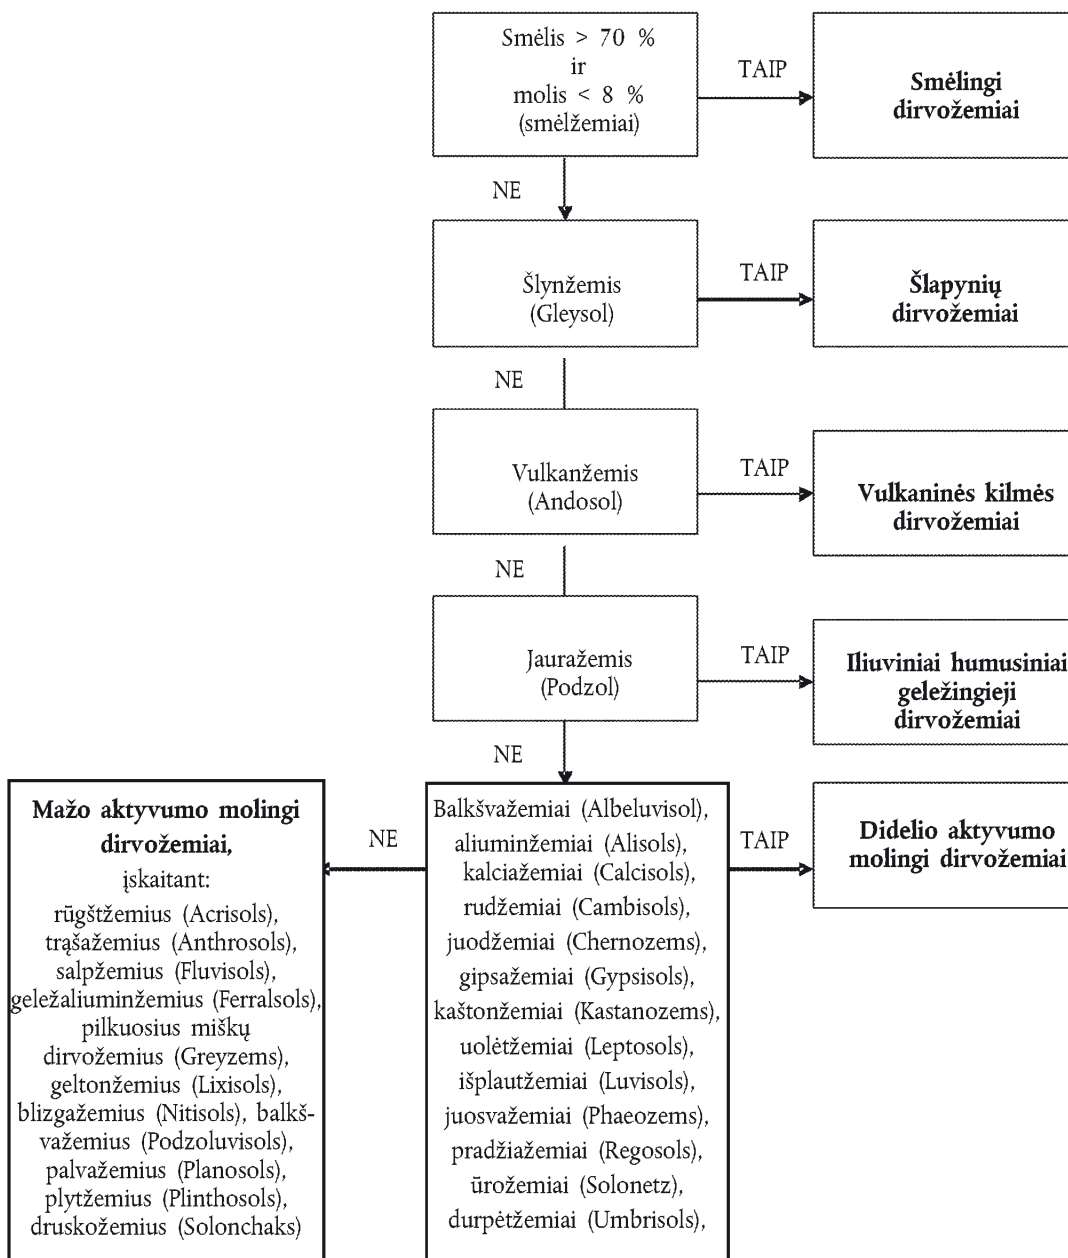 Smėlis > 70 %
ir
molis < 8 %
(smėlžemiai)
TAIP
Smėlingi
dirvožemiai
NE
Šlynžemis
(Gleysol)
TAIP
Šlapynių
dirvožemiai
NE
Vulkanžemis
(Andosol)
TAIP
Vulkaninės kilmės
dirvožemiai
NE
Jauražemis
(Podzol)
TAIP
Iliuviniai humusiniai
geležingieji
dirvožemiai
NE
Mažo aktyvumo molingi
dirvožemiai,
įskaitant:
rūgštžemius (Acrisols),
trąšažemius (Anthrosols),
salpžemius (Fluvisols),
geležaliuminžemius (Ferralsols),
pilkuosius miškų
dirvožemius (Greyzems),
geltonžemius (Lixisols),
blizgažemius (Nitisols), balkš-
važemius (Podzoluvisols),
palvažemius (Planosols),
plytžemius (Plinthosols),
druskožemius (Solonchaks)
NE
Balkšvažemiai (Albeluvisol),
aliuminžemiai (Alisols),
kalciažemiai (Calcisols),
rudžemiai (Cambisols),
juodžemiai (Chernozems),
gipsažemiai (Gypsisols),
kaštonžemiai (Kastanozems),
uolėtžemiai (Leptosols),
išplautžemiai (Luvisols),
juosvažemiai (Phaeozems),
pradžiažemiai (Regosols),
ūrožemiai (Solonetz),
durpėtžemiai (Umbrisols),
TAIP
Didelio aktyvumo
molingi dirvožemiai